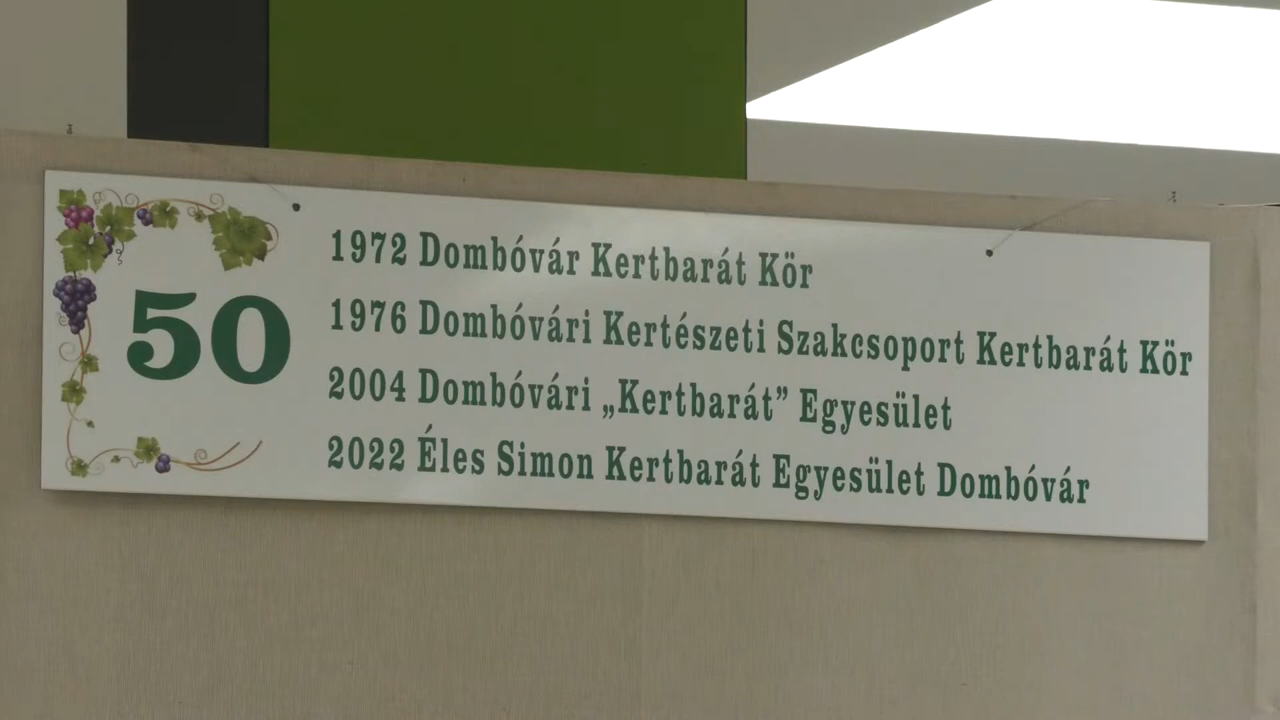 50
1972 Dombóvár Kertbarát Kör
1976 Dombóvári Kertészeti Szakcsoport Kertbarát Kör
2004 Dombóvári „Kertbarát” Egyesület
2022 Éles Simon Kertbarát Egyesület Dombóvár